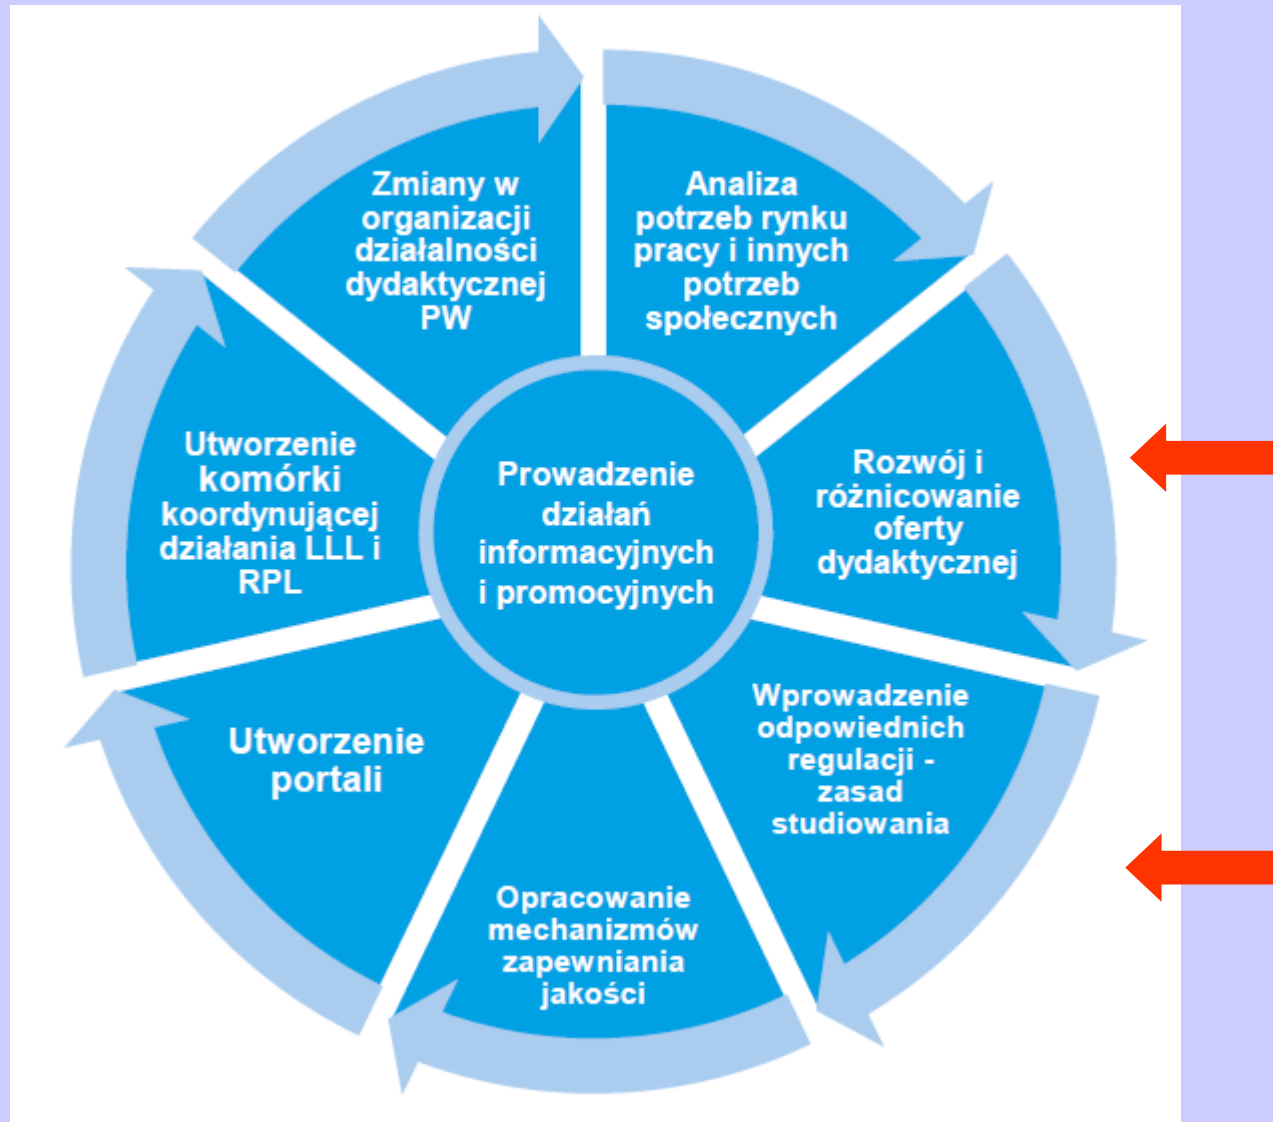 Zmiany w
organizacji
działalności
dydaktycznej
PW
Analiza
potrzeb rynku
pracy i innych
potrzeb
społecznych
Utworzenie
komórki
koordynującej
działania LLL i
RPL
Prowadzenie
działań
informacyjnych
i promocyjnych
Rozwój i
różnicowanie
oferty
dydaktycznej
Wprowadzenie
odpowiednich
regulacji -
zasad
studiowania
Utworzenie
portali
Opracowanie
mechanizmów
zapewniania
jakości